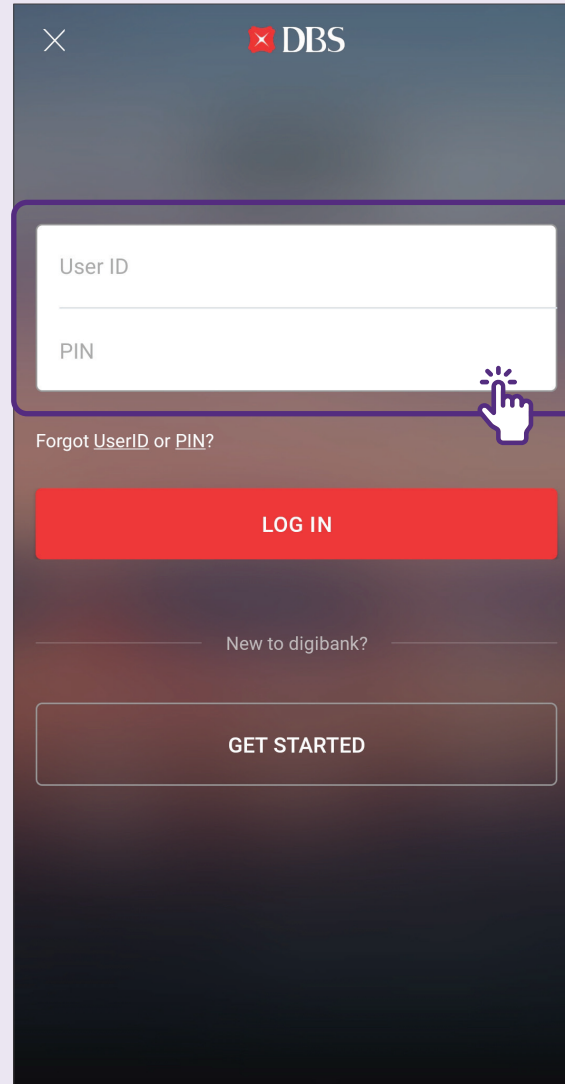 DBS
User ID
PIN
Forgot UserID or PIN?
LOG IN
New to digibank?
GET STARTED